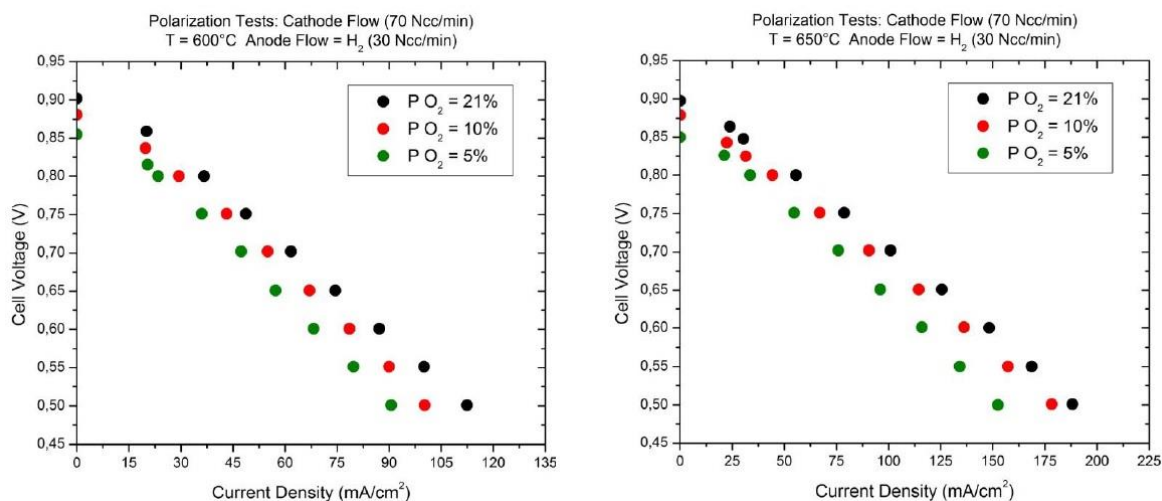 Polarization Tests: Cathode Flow (70 Ncc/min)
T = 600°C Anode Flow = H₂ (30 Ncc/min)
0,95
0,90
0,85
0,80
0,75
0,70
0,65
0,60
0,55
0,50
0,45
Cell Voltage (V)
P O₂ = 21%
P O₂ = 10%
P O₂ = 5%
0 15 30 45 60 75 90 105 120 135
Current Density (mA/cm²)
Polarization Tests: Cathode Flow (70 Ncc/min)
T = 650°C Anode Flow = H₂ (30 Ncc/min)
0,95
0,90
0,85
0,80
0,75
0,70
0,65
0,60
0,55
0,50
0,45
Cell Voltage (V)
P O₂ = 21%
P O₂ = 10%
P O₂ = 5%
0 25 50 75 100 125 150 175 200 225
Current Density (mA/cm²)